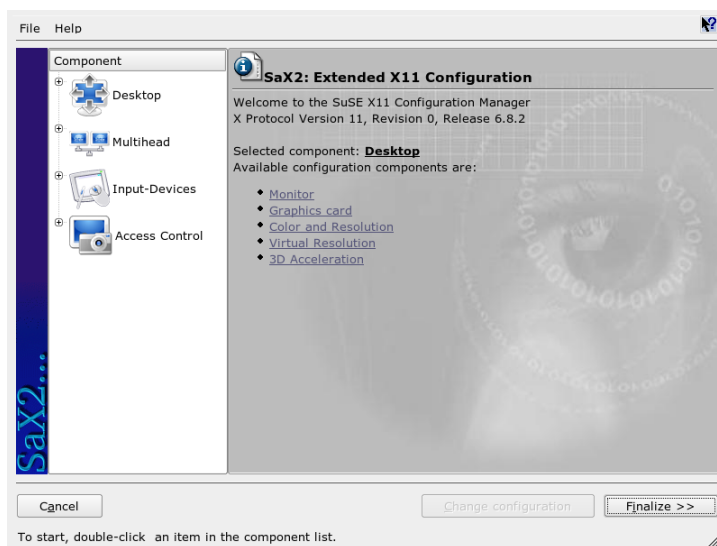 File Help
Component
Desktop
Multihead
Input-Devices
Access Control
SaX2: Extended X11 Configuration
Welcome to the SuSE X11 Configuration Manager
X Protocol Version 11, Revision 0, Release 6.8.2
Selected component: Desktop
Available configuration components are:
Monitor
Graphics card
Color and Resolution
Virtual Resolution
3D Acceleration
SaX2...
Cancel
Change configuration
Finalize >>
To start, double-click an item in the component list.